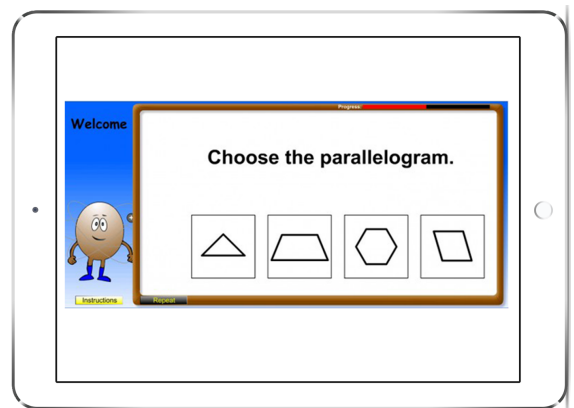 Progress:
Welcome
Choose the parallelogram.
Instructions
Repeat